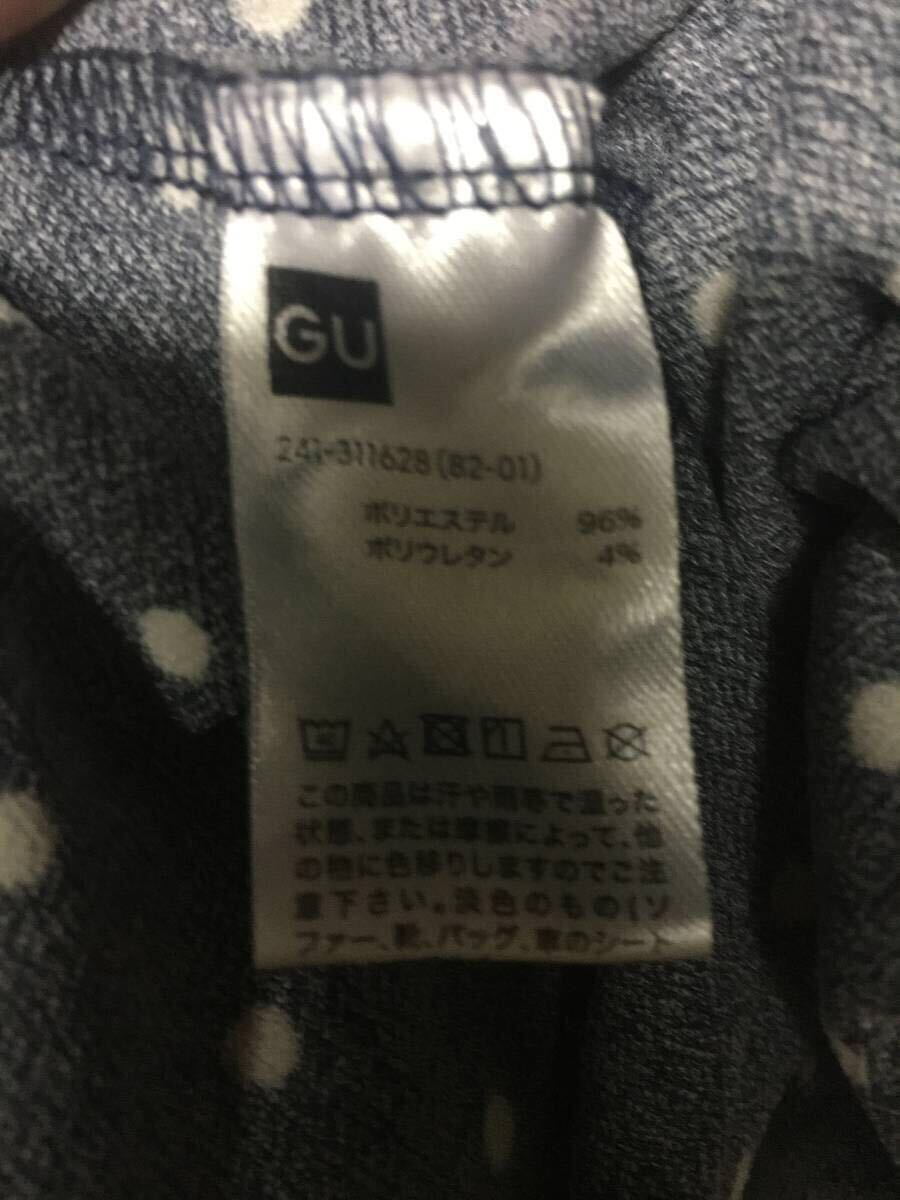 GU
241-311628(82-01)
ポリエステル 96%
ポリウレタン 4%
この商品は汗や雨等で湿った
状態、または摩擦によって、他
の物に色移りしますのでご注
意下さい。淡色のもの(ソ
ファー、靴、バッグ、車のシート